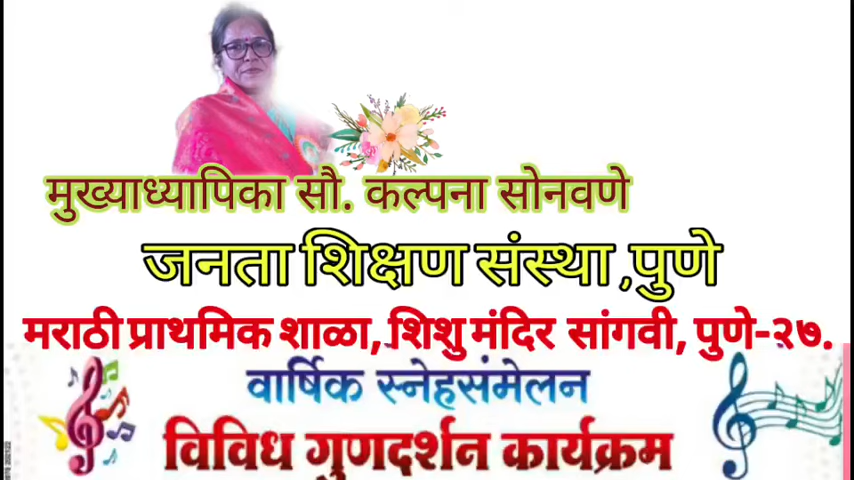 मुख्याध्यापिका सौ. कल्पना सोनवणे
जनता शिक्षण संस्था ,पुणे
मराठी प्राथमिक शाळा, शिशु मंदिर सांगवी, पुणे-२७.
वार्षिक स्नेहसंमेलन
विविध गुणदर्शन कार्यक्रम